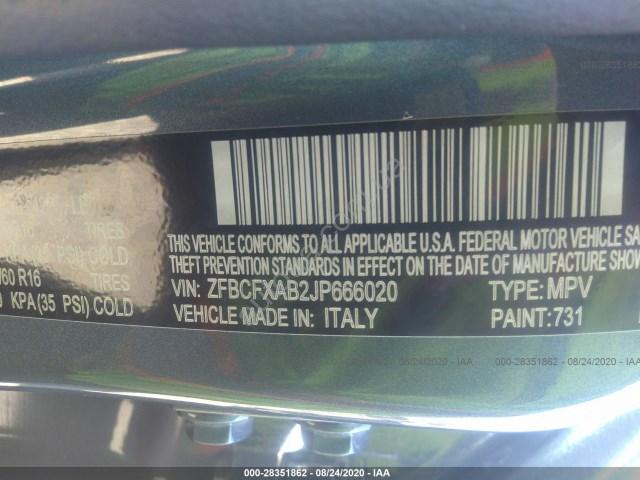 000-28351862 • 08/24/2020 - IAA
TIRES
PSI) COLD
60 R16 TIRES
KPA(35 PSI) COLD
THIS VEHICLE CONFORMS TO ALL APPLICABLE U.S.A. FEDERAL MOTOR VEHICLE SA
THEFT PREVENTION STANDARDS IN EFFECT ON THE DATE OF MANUFACTURE SHOW
VIN: ZFBCFXAB2JP666020 TYPE: MPV
VEHICLE MADE IN: ITALY PAINT:731
000-28351862 • 08/24/2020 - IAA
000-28351862 • 08/24/2020 - IAA